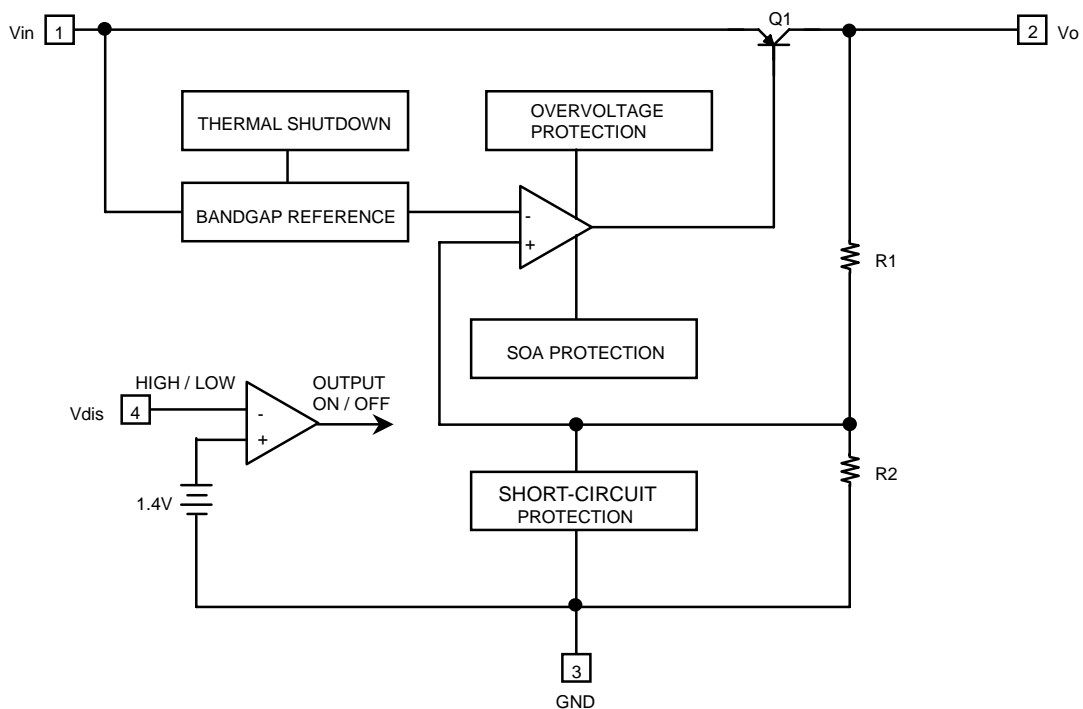 Q1
Vin 1
2 Vo
THERMAL SHUTDOWN
OVERVOLTAGE
PROTECTION
BANDGAP REFERENCE
-
+
R1
SOA PROTECTION
HIGH / LOW
OUTPUT
ON / OFF
Vdis 4
-
+
R2
1.4V
SHORT-CIRCUIT
PROTECTION
3
GND